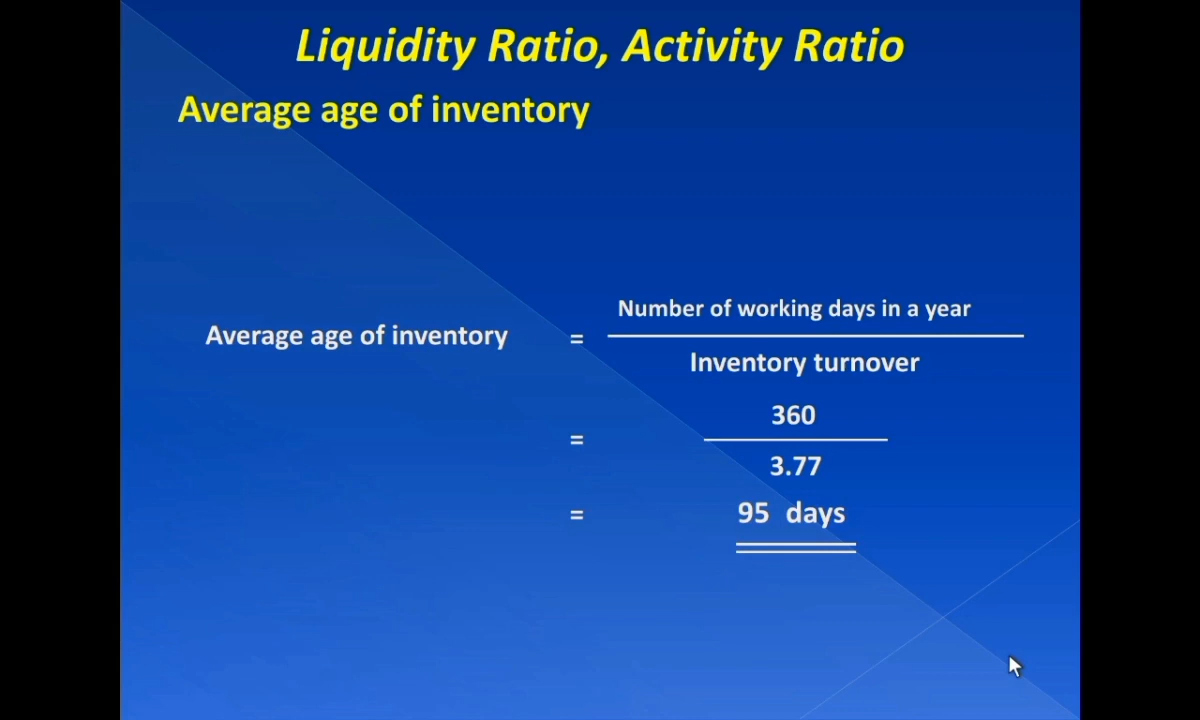 Liquidity Ratio, Activity Ratio
Average age of inventory
Number of working days in a year
Average age of inventory =
Inventory turnover
360
=
3.77
= 95 days